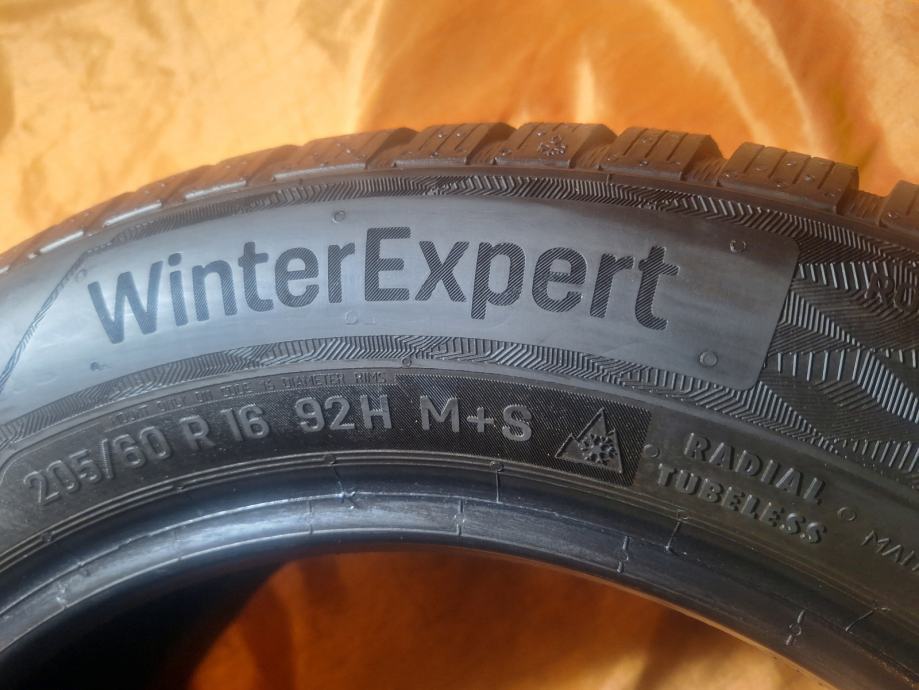 WinterExpert
205/60 R 16 92H M+S
RADIAL
TUBELESS